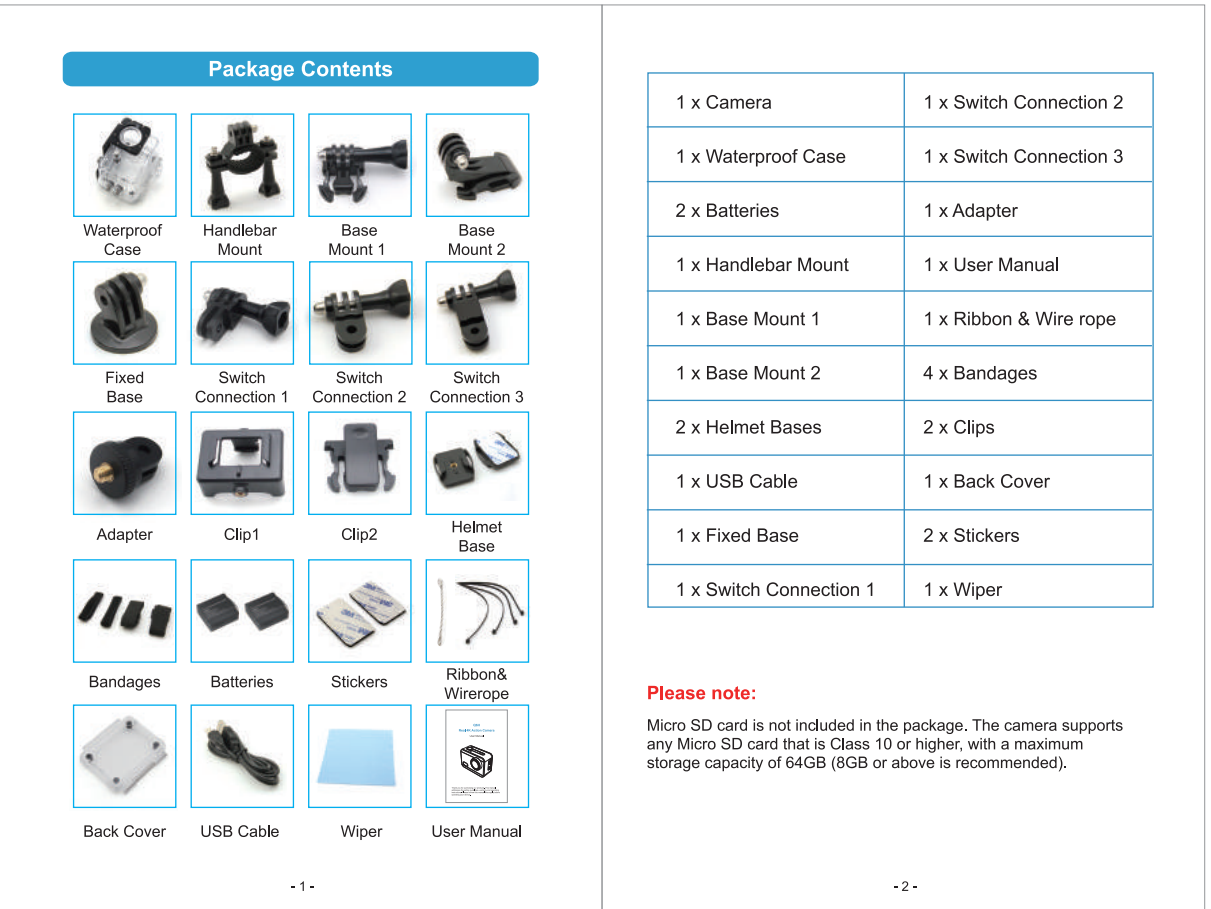 Package Contents
Waterproof Handlebar Base Base
Case Mount Mount 1 Mount 2
Fixed Switch Switch Switch
Base Connection 1 Connection 2 Connection 3
Adapter Clip1 Clip2 Helmet
Base
Bandages Batteries Stickers Ribbon&
Wirerope
Back Cover USB Cable Wiper User Manual
- 1 -
1 x Camera 1 x Switch Connection 2
1 x Waterproof Case 1 x Switch Connection 3
2 x Batteries 1 x Adapter
1 x Handlebar Mount 1 x User Manual
1 x Base Mount 1 1 x Ribbon & Wire rope
1 x Base Mount 2 4 x Bandages
2 x Helmet Bases 2 x Clips
1 x USB Cable 1 x Back Cover
1 x Fixed Base 2 x Stickers
1 x Switch Connection 1 1 x Wiper
Please note:
Micro SD card is not included in the package. The camera supports
any Micro SD card that is Class 10 or higher, with a maximum
storage capacity of 64GB (8GB or above is recommended).
- 2 -